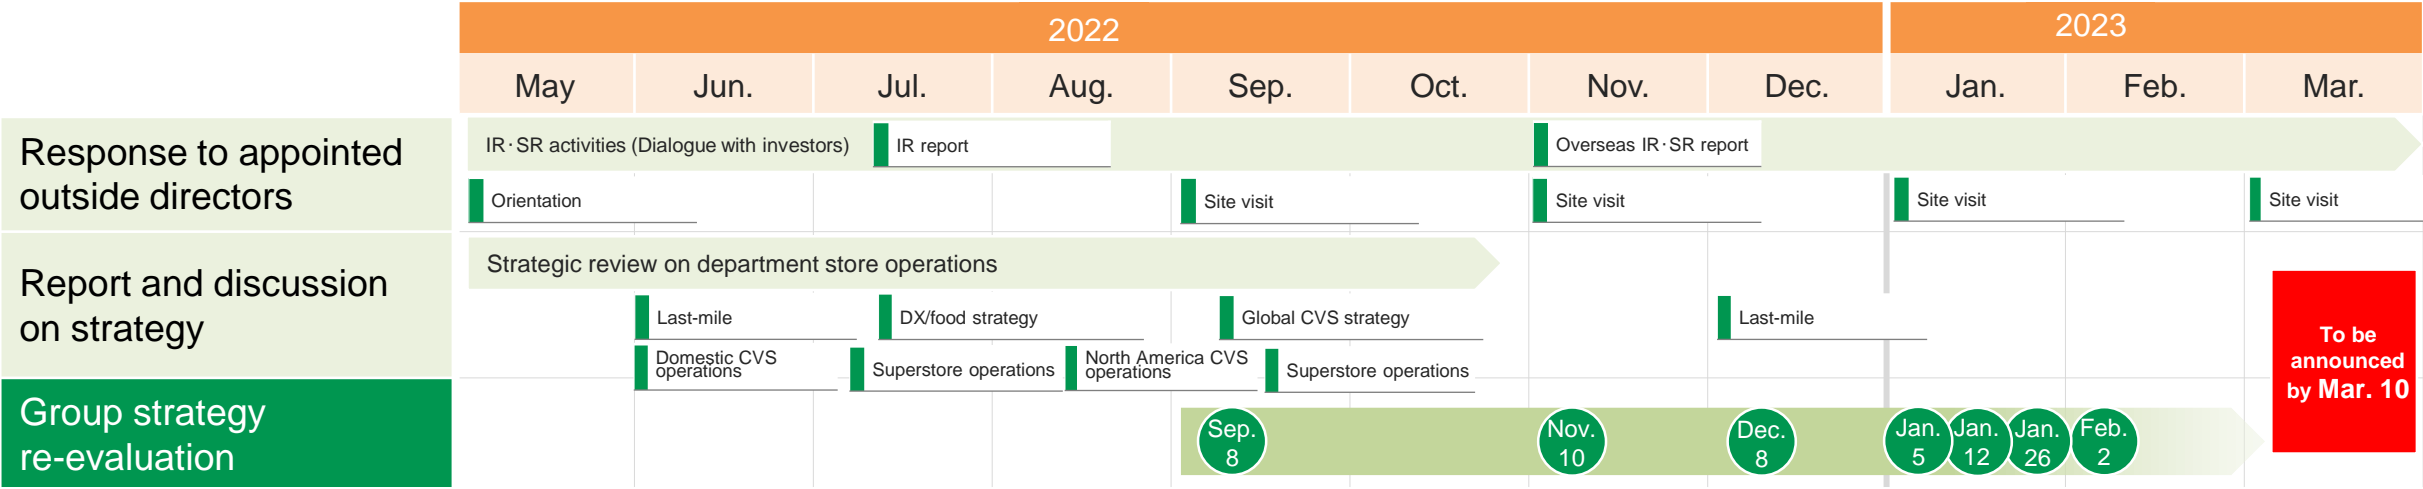 2022
2023
May
Jun.
Jul.
Aug.
Sep.
Oct.
Nov.
Dec.
Jan.
Feb.
Mar.
Response to appointed
outside directors
IR･SR activities (Dialogue with investors)
IR report
Overseas IR･SR report
Orientation
Site visit
Site visit
Site visit
Site visit
Report and discussion
on strategy
Strategic review on department store operations
Last-mile
DX/food strategy
Global CVS strategy
Last-mile
Domestic CVS
operations
Superstore operations
North America CVS
operations
Superstore operations
To be
announced
by Mar. 10
Group strategy
re-evaluation
Sep.
8
Nov.
10
Dec.
8
Jan.
5
Jan.
12
Jan.
26
Feb.
2